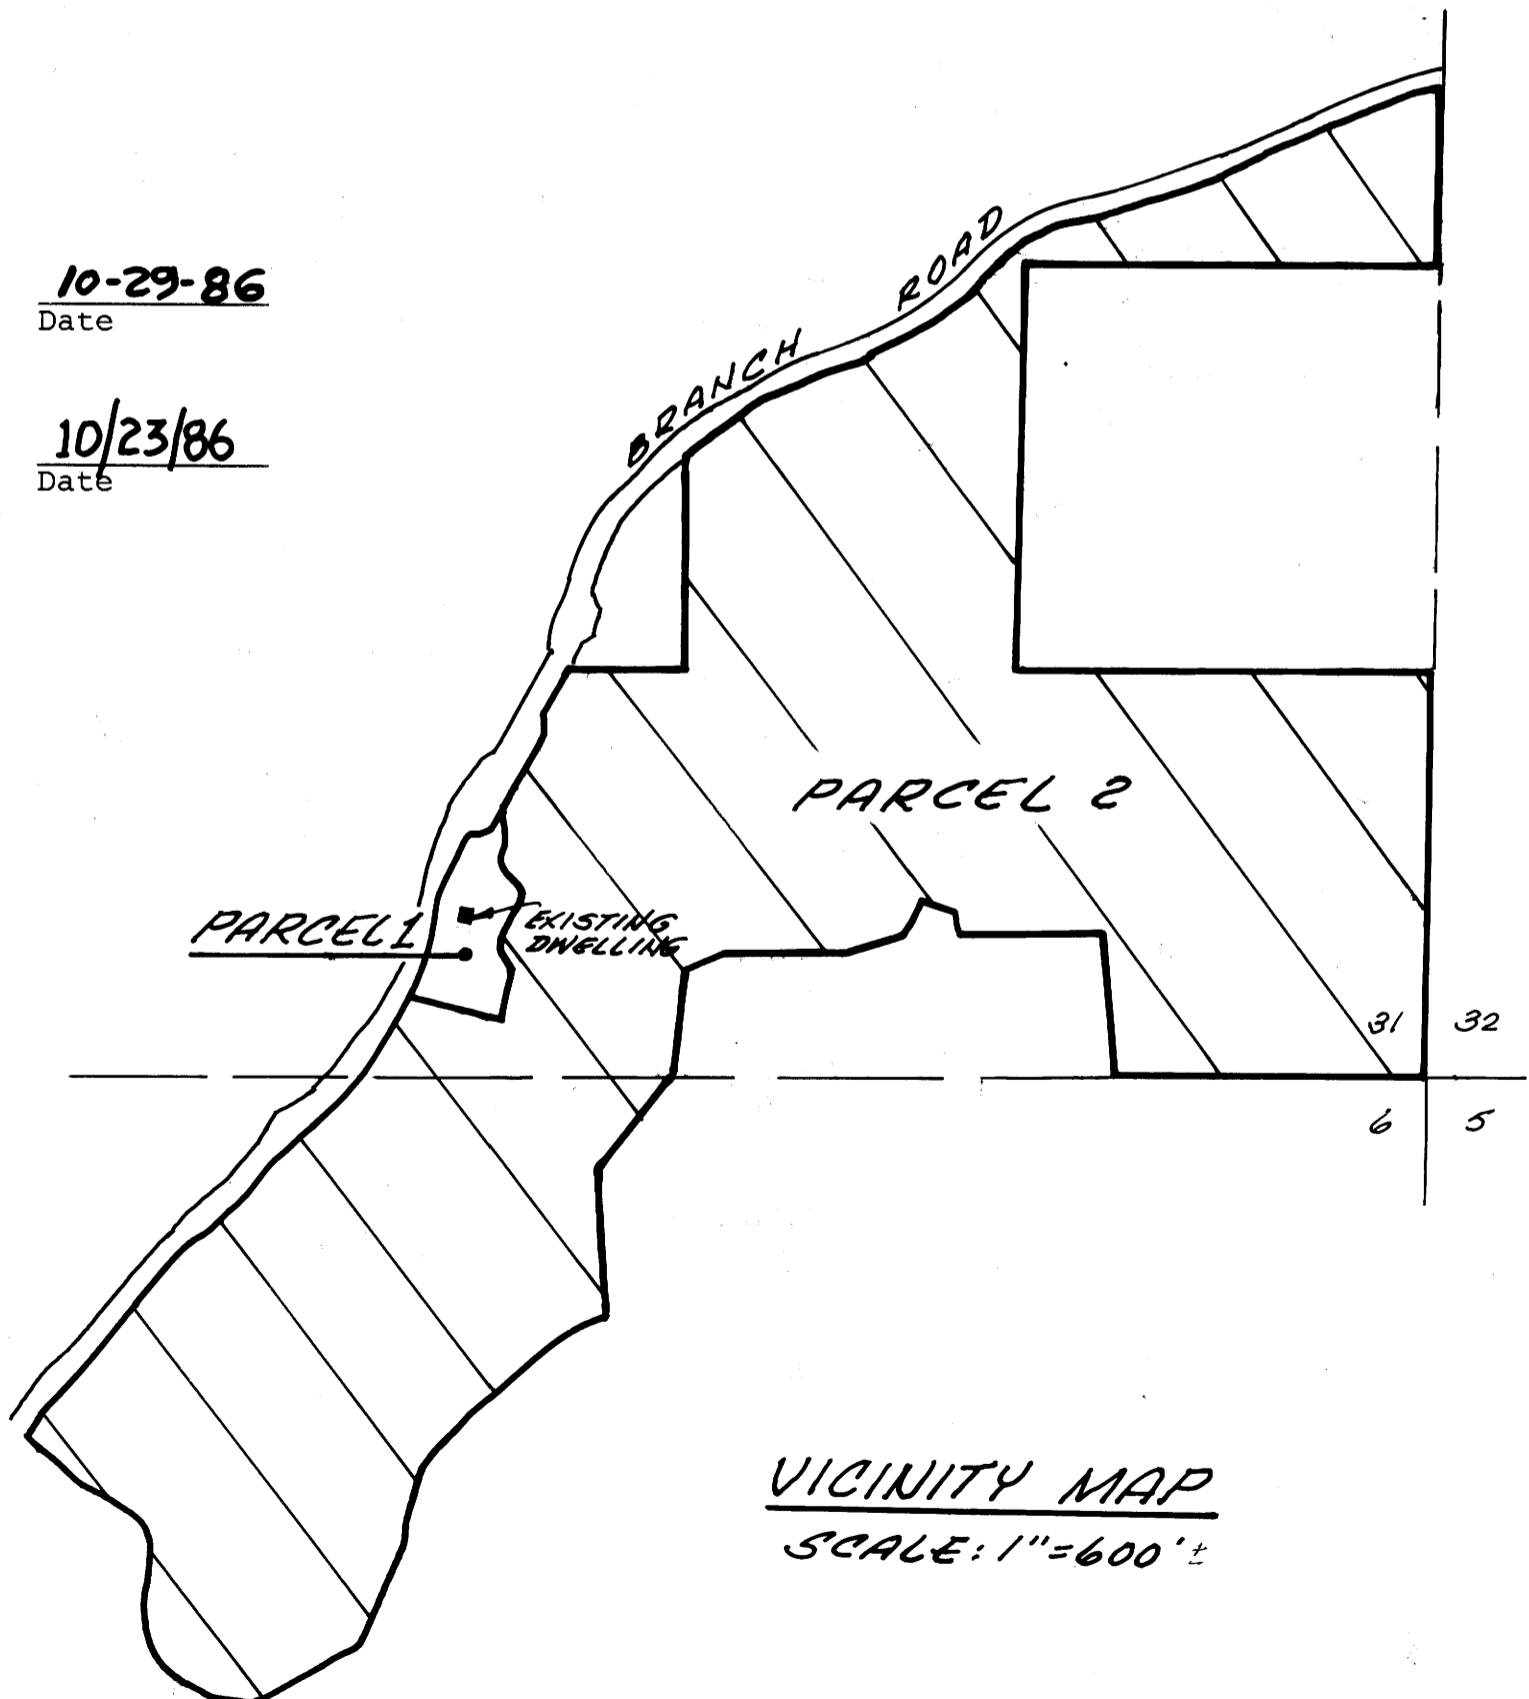 10-29-86
Date
10/23/86
Date
BRANCH ROAD
PARCEL 2
PARCEL 1
EXISTING
DWELLING
31 32
6 5
VICINITY MAP
SCALE: 1"=600'±